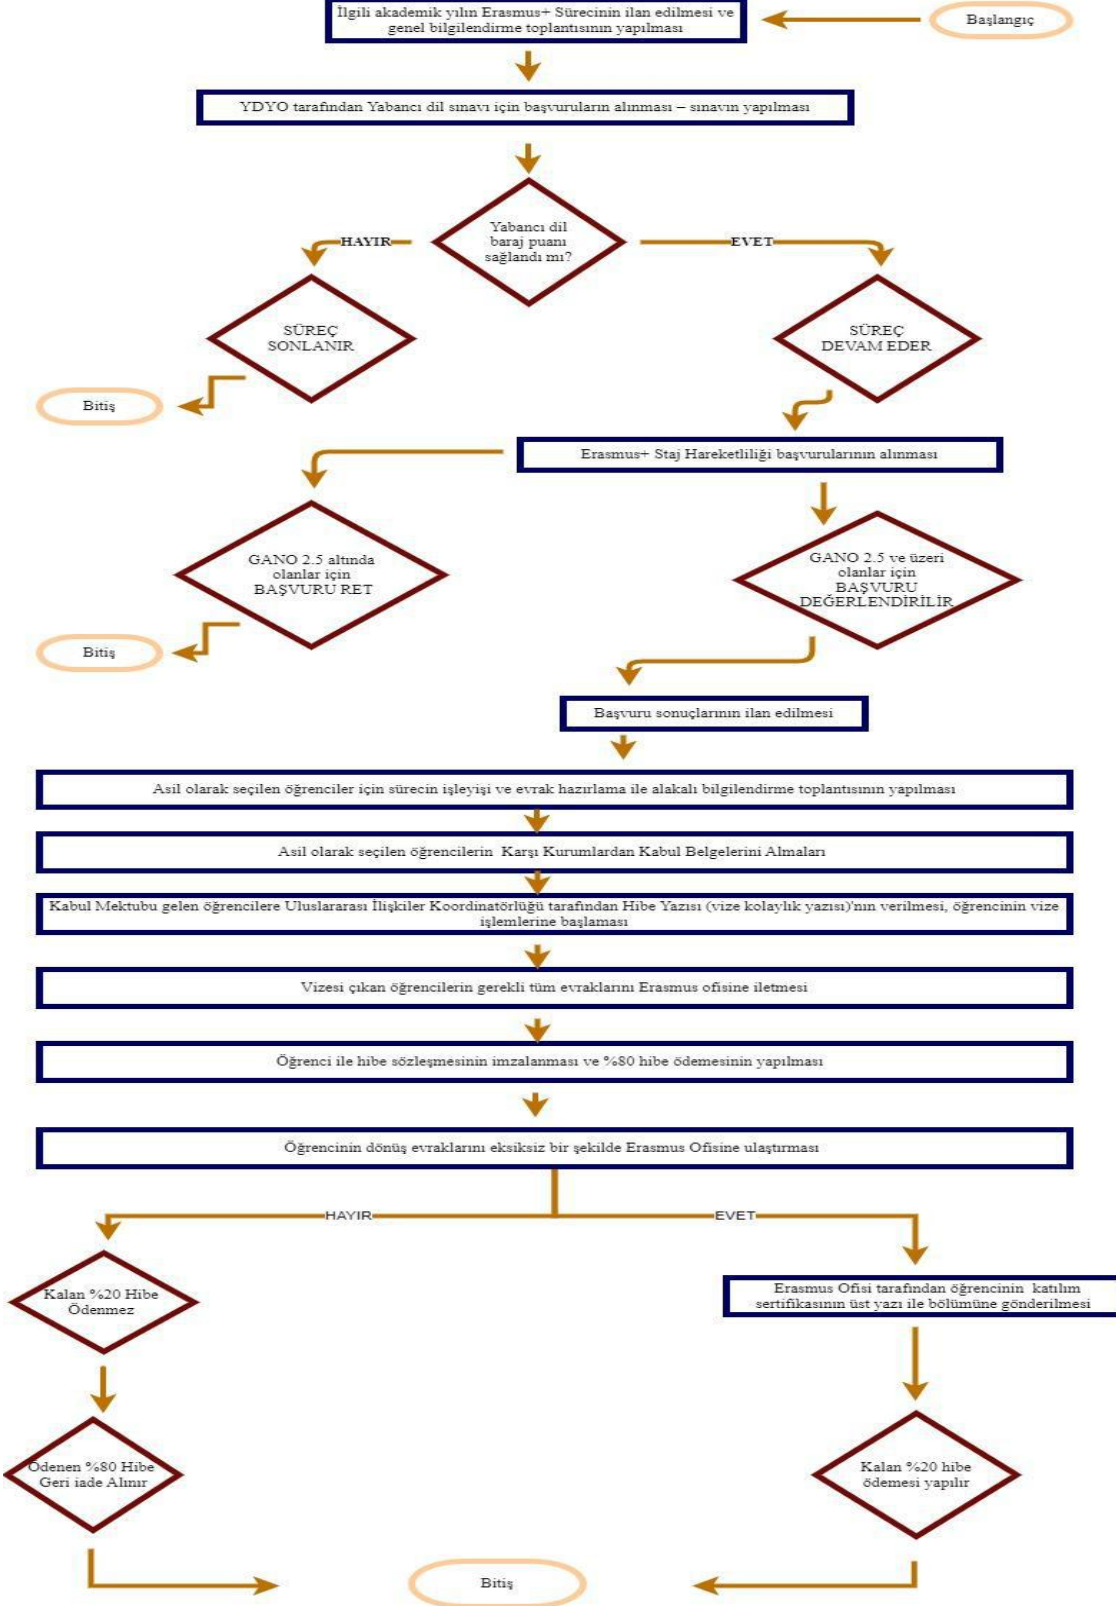 İlgili akademik yılın Erasmus+ Sürecinin ilan edilmesi ve
genel bilgilendirme toplantısının yapılması
Başlangıç
YDYO tarafından Yabancı dil sınavı için başvuruların alınması – sınavın yapılması
Yabancı dil
baraj puanı
sağlandı mı?
HAYIR
EVET
SÜREÇ
SONLANIR
SÜREÇ
DEVAM EDER
Bitiş
Erasmus+ Staj Hareketliliği başvurularının alınması
GANO 2.5 altında
olanlar için
BAŞVURU RET
GANO 2.5 ve üzeri
olanlar için
BAŞVURU
DEĞERLENDİRİLİR
Bitiş
Başvuru sonuçlarının ilan edilmesi
Asil olarak seçilen öğrenciler için sürecin işleyişi ve evrak hazırlama ile alakalı bilgilendirme toplantısının yapılması
Asil olarak seçilen öğrencilerin Karşı Kurumlardan Kabul Belgelerini Almaları
Kabul Mektubu gelen öğrencilere Uluslararası İlişkiler Koordinatörlüğü tarafından Hibe Yazısı (vize kolaylık yazısı)'nın verilmesi, öğrencinin vize
işlemlerine başlaması
Vizesi çıkan öğrencilerin gerekli tüm evraklarını Erasmus ofisine iletmesi
Öğrenci ile hibe sözleşmesinin imzalanması ve %80 hibe ödemesinin yapılması
Öğrencinin dönüş evraklarını eksiksiz bir şekilde Erasmus Ofisine ulaştırması
HAYIR
EVET
Kalan %20 Hibe
Ödenmez
Erasmus Ofisi tarafından öğrencinin katılım
sertifikasının üst yazı ile bölümüne gönderilmesi
Ödenen %80 Hibe
Geri iade Alınır
Kalan %20 hibe
ödemesi yapılır
Bitiş